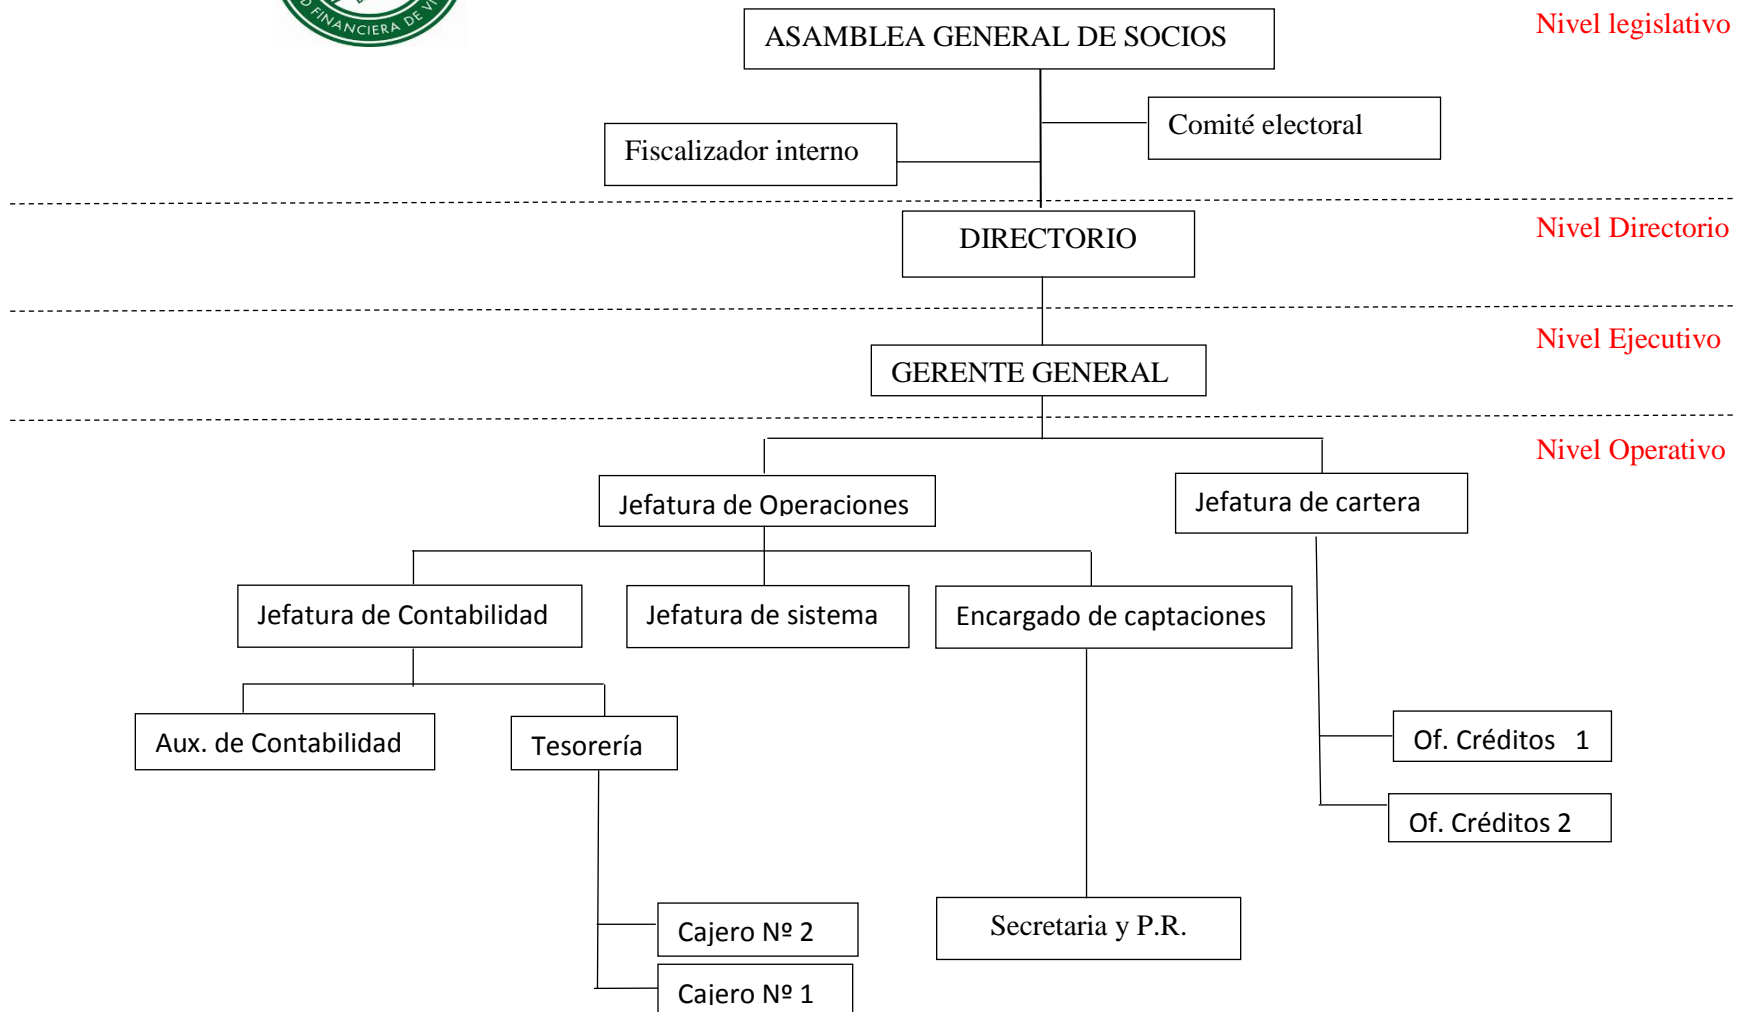 FINANCIERA DE
ASAMBLEA GENERAL DE SOCIOS
Nivel legislativo
Comité electoral
Fiscalizador interno
DIRECTORIO
Nivel Directorio
Nivel Ejecutivo
GERENTE GENERAL
Nivel Operativo
Jefatura de Operaciones
Jefatura de cartera
Jefatura de Contabilidad
Jefatura de sistema
Encargado de captaciones
Aux. de Contabilidad
Tesorería
Of. Créditos 1
Of. Créditos 2
Cajero Nº 2
Secretaria y P.R.
Cajero Nº 1